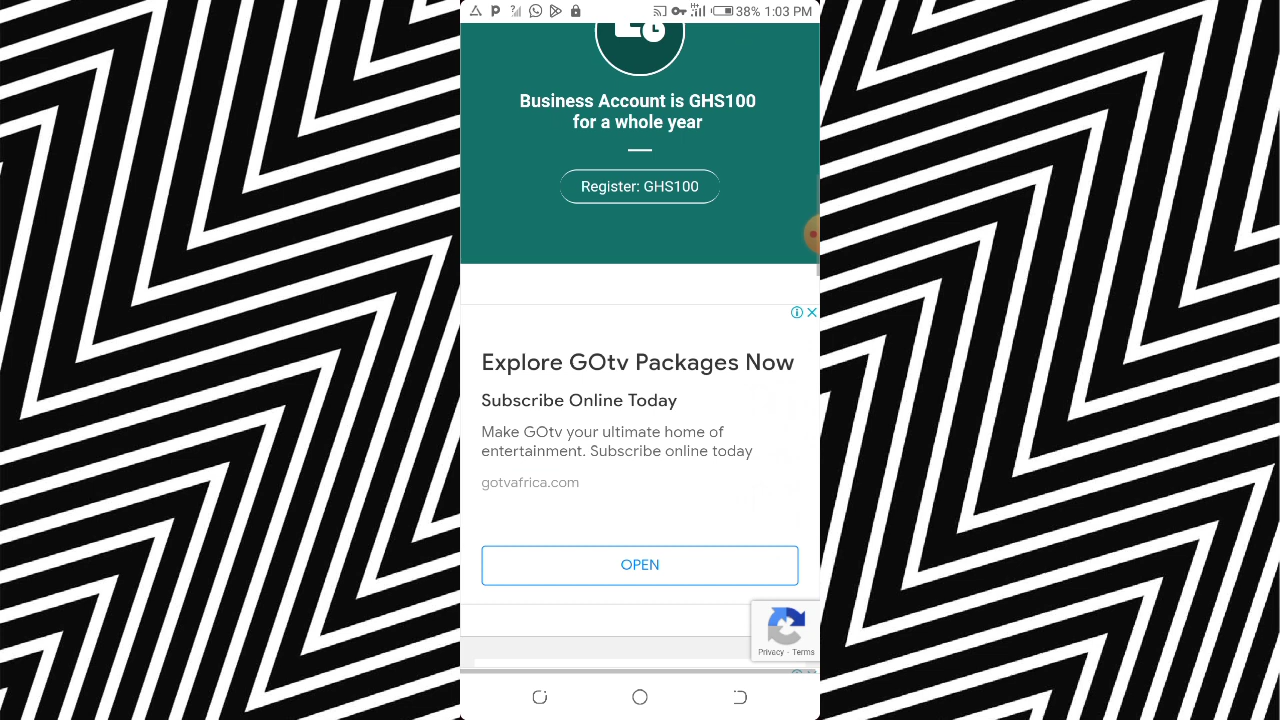 38% 1:03 PM
Business Account is GHS100
for a whole year
Register: GHS100
Explore GOtv Packages Now
Subscribe Online Today
Make GOtv your ultimate home of
entertainment. Subscribe online today
gotvafrica.com
OPEN
Privacy - Terms